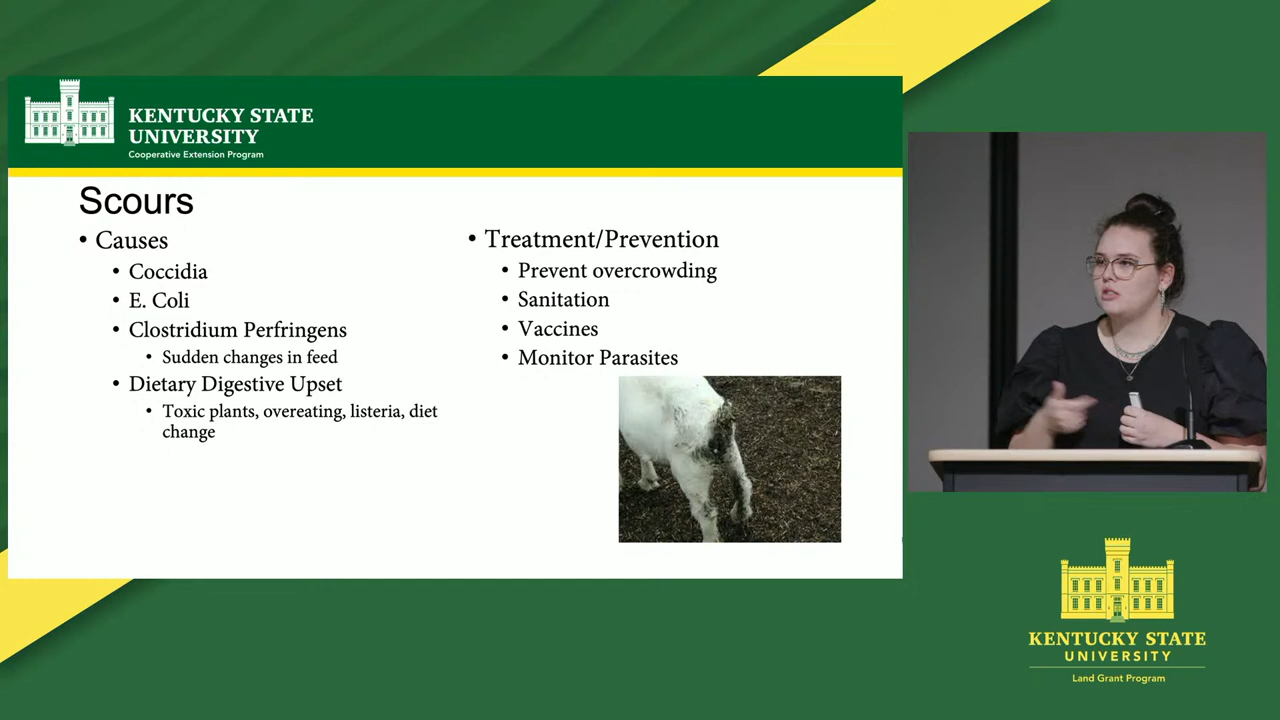 KENTUCKY STATE
UNIVERSITY
Cooperative Extension Program
Scours
• Causes
• Coccidia
• E. Coli
• Clostridium Perfringens
• Sudden changes in feed
• Dietary Digestive Upset
• Toxic plants, overeating, listeria, diet
change
• Treatment/Prevention
• Prevent overcrowding
• Sanitation
• Vaccines
• Monitor Parasites
KENTUCKY STATE
UNIVERSITY
Land Grant Program